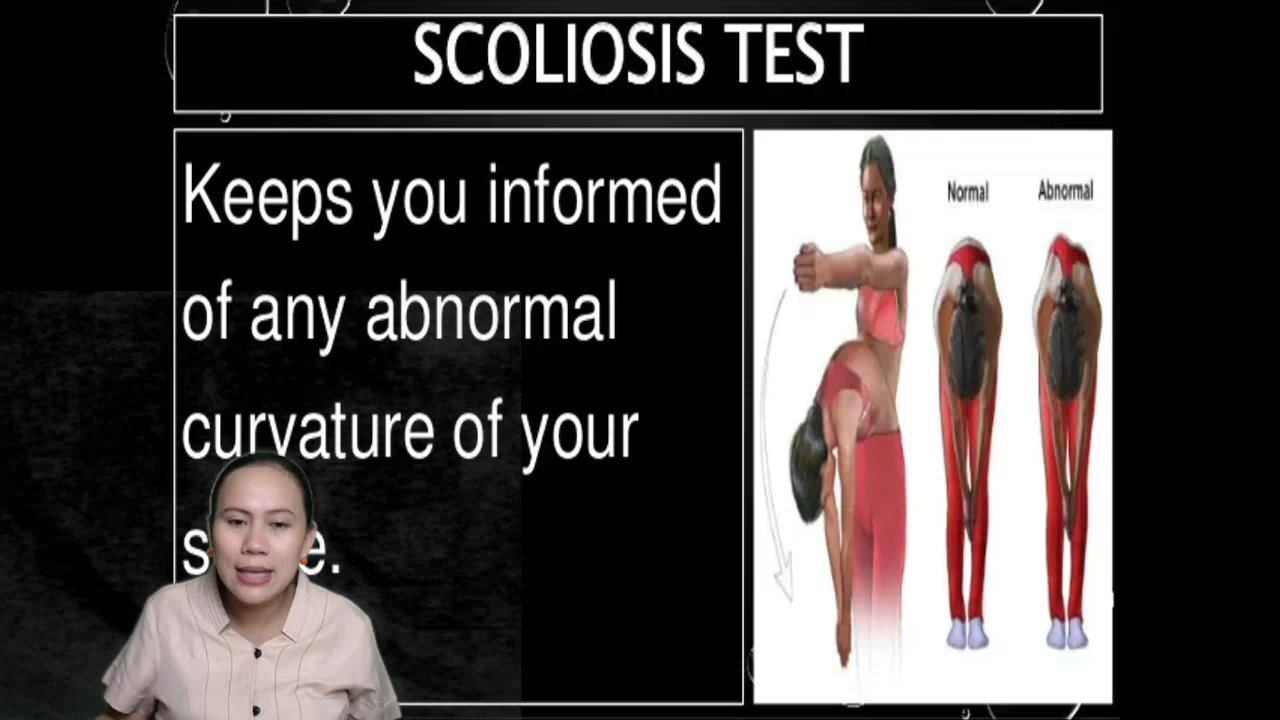 SCOLIOSIS TEST
Keeps you informed
of any abnormal
curvature of your
Normal
Abnormal